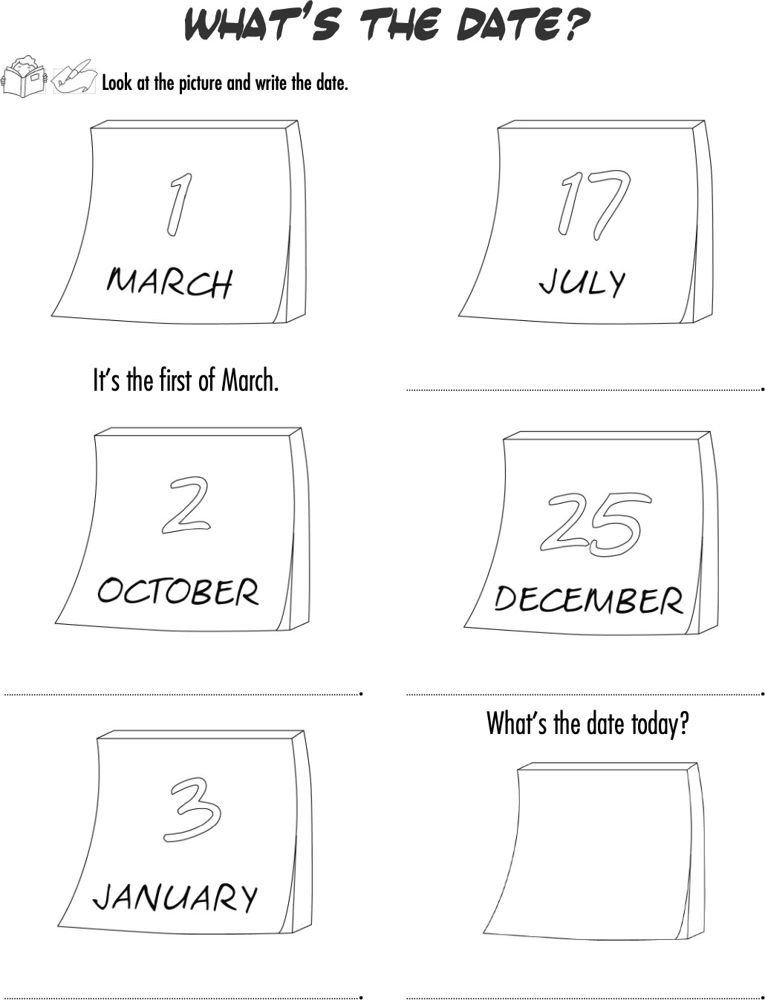 WHAT'S THE DATE?
Look at the picture and write the date.
1
MARCH
17
JULY
It's the first of March.
.
2
OCTOBER
25
DECEMBER
.
.
3
JANUARY
What's the date today?
.
.